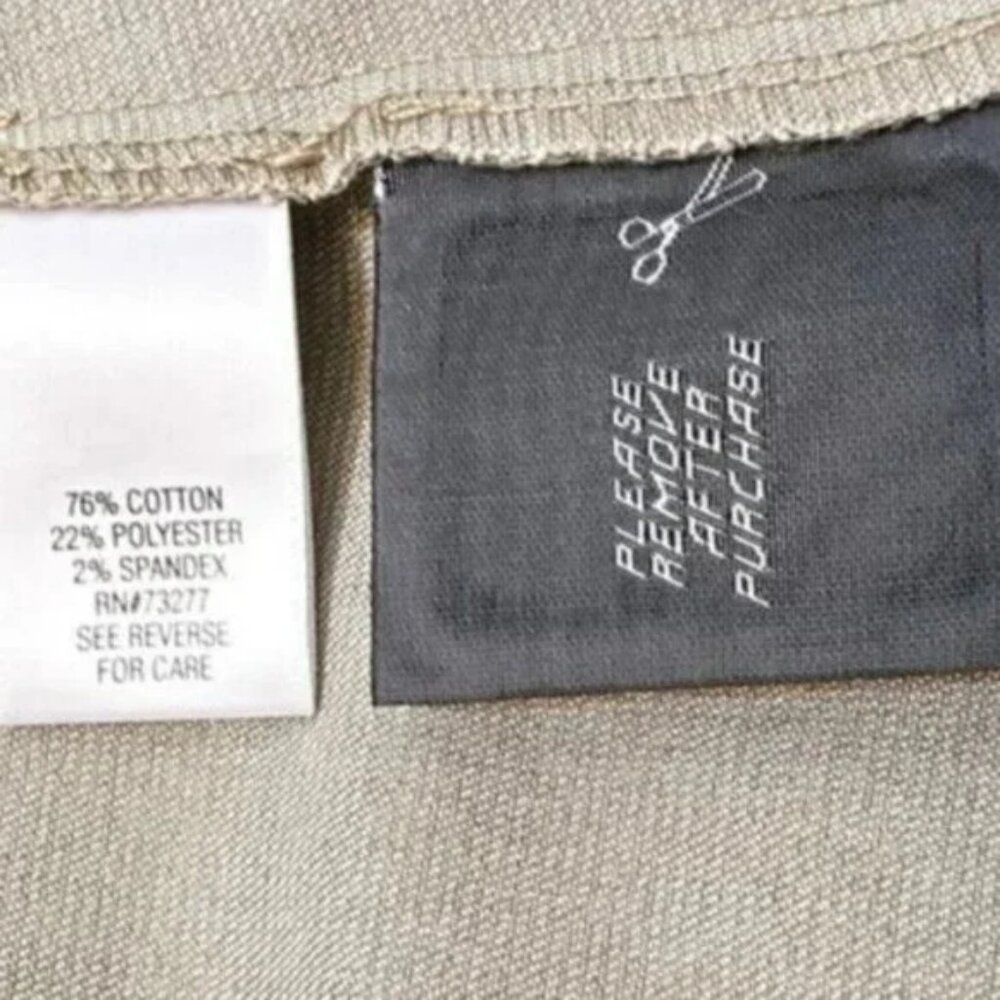 76% COTTON
22% POLYESTER
2% SPANDEX
RN#73277
SEE REVERSE
FOR CARE
PLEASE
REMOVE
AFTER
PURCHASE